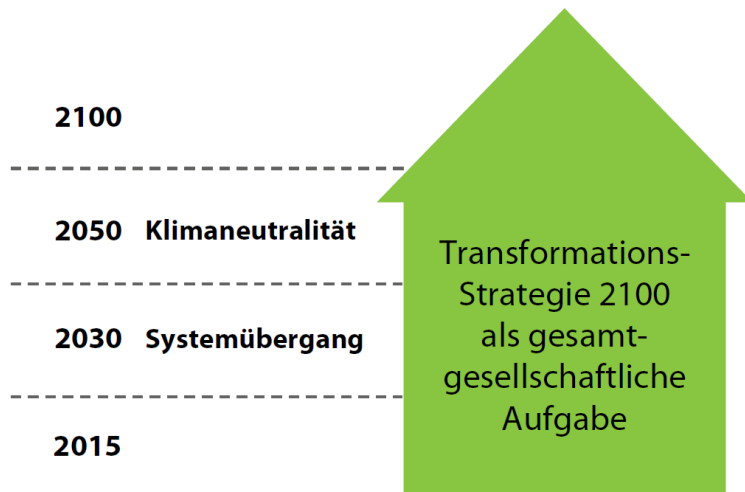 2100
2050 Klimaneutralität
2030 Systemübergang
2015
Transformations-
Strategie 2100
als gesamt-
gesellschaftliche
Aufgabe